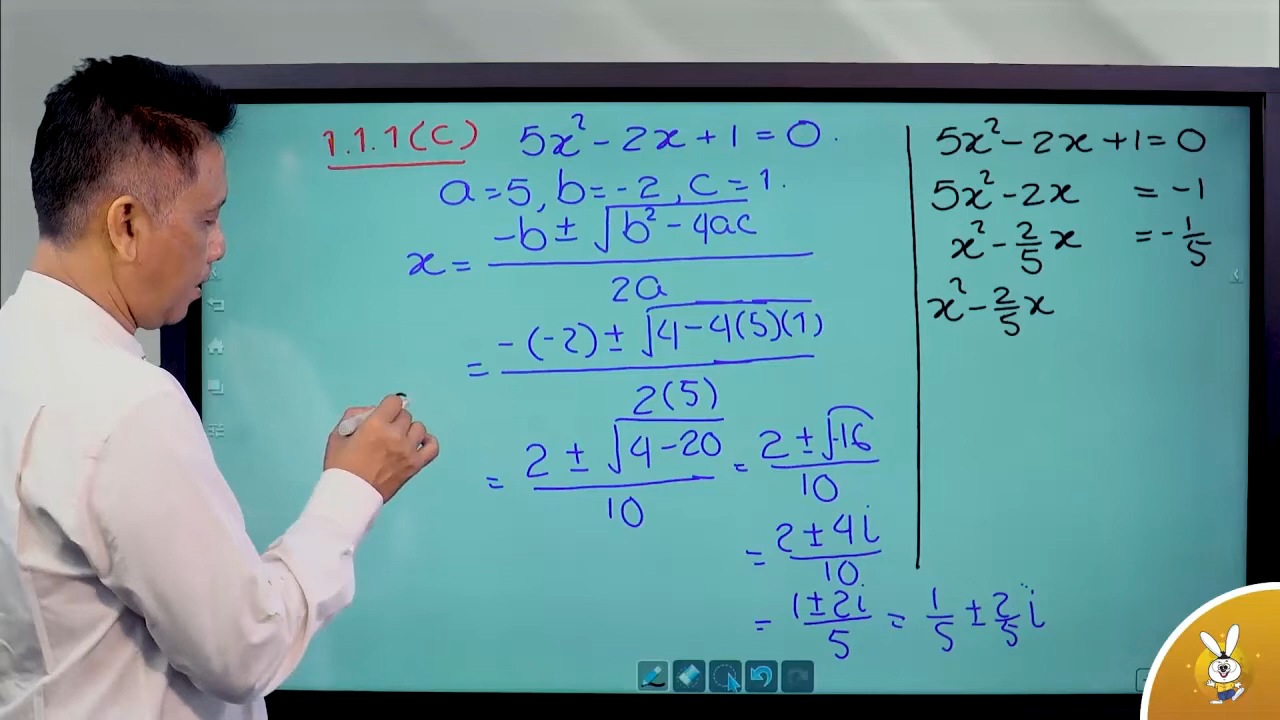 1.1.1(C) 5x² - 2x + 1 = 0.
a = 5, b = -2, c = 1.
x = (-b ± √(b² - 4ac)) / 2a
= (-(-2) ± √(4 - 4(5)(1))) / 2(5)
= (2 ± √(4 - 20)) / 10 = (2 ± √-16) / 10
= (2 ± 4i) / 10
= (1 ± 2i) / 5 = 1/5 ± 2/5 i
5x² - 2x + 1 = 0
5x² - 2x = -1
x² - 2/5 x = -1/5
x² - 2/5 x